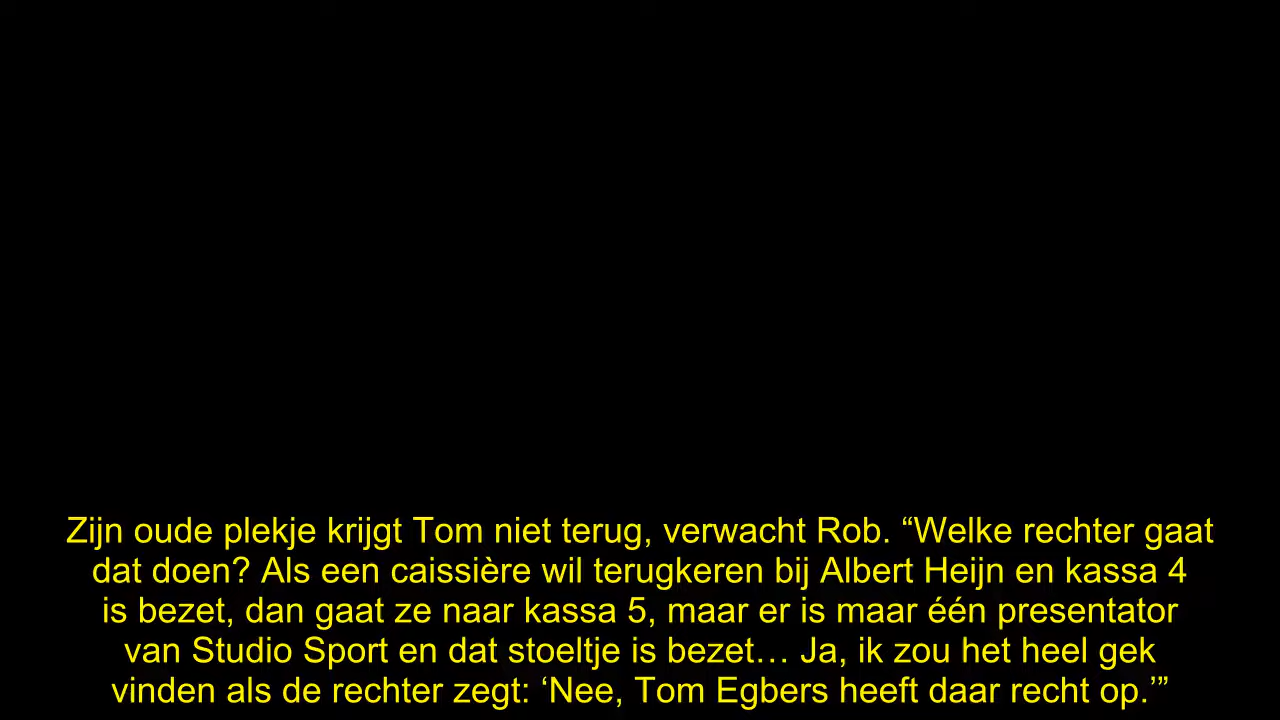 Zijn oude plekje krijgt Tom niet terug, verwacht Rob. “Welke rechter gaat
dat doen? Als een caissière wil terugkeren bij Albert Heijn en kassa 4
is bezet, dan gaat ze naar kassa 5, maar er is maar één presentator
van Studio Sport en dat stoeltje is bezet… Ja, ik zou het heel gek
vinden als de rechter zegt: ‘Nee, Tom Egbers heeft daar recht op.’”